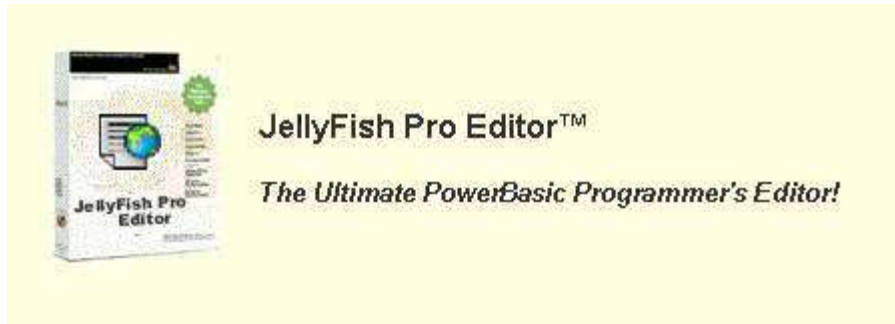 JellyFish Pro Editor™
The Ultimate PowerBasic Programmer's Editor!
JellyFish Pro
Editor